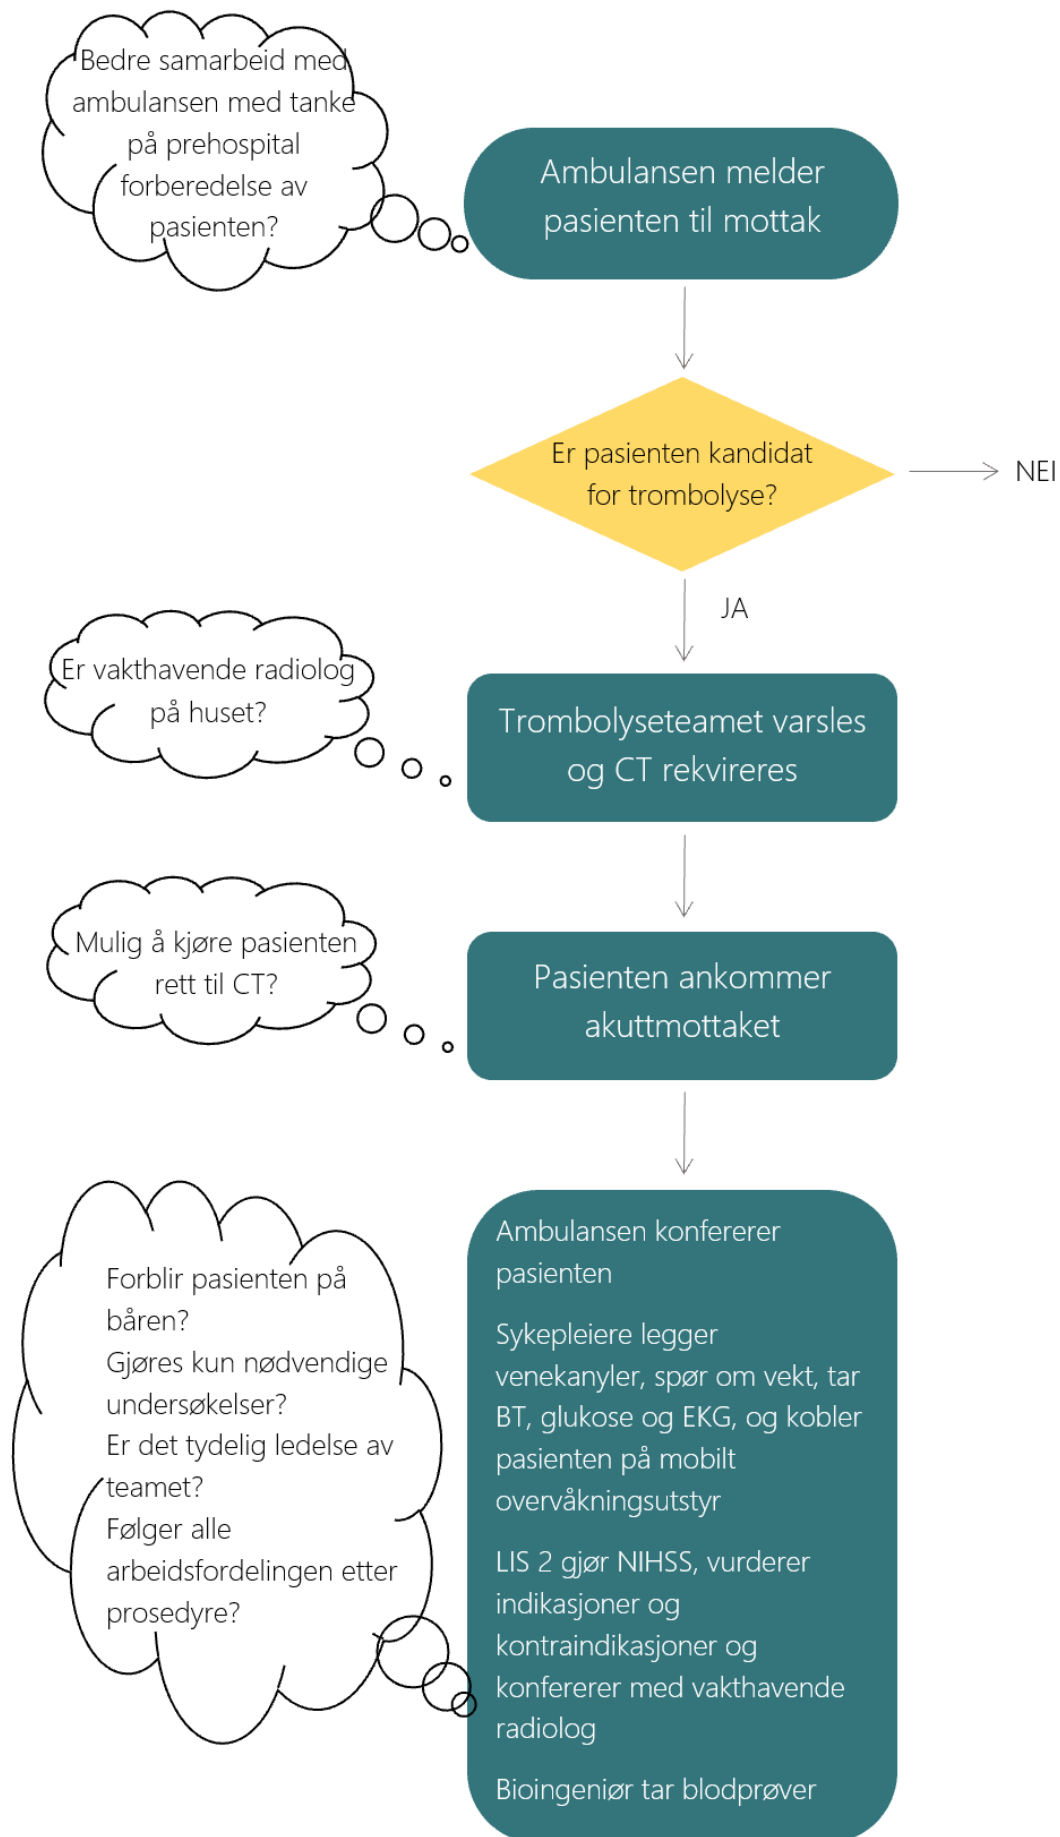 Bedre samarbeid med
ambulansen med tanke
på prehospital
forberedelse av
pasienten?
Ambulansen melder
pasienten til mottak
Er pasienten kandidat
for trombolyse?
NEI
JA
Er vakthavende radiolog
på huset?
Trombolyseteamet varsles
og CT rekvireres
Mulig å kjøre pasienten
rett til CT?
Pasienten ankommer
akuttmottaket
Forblir pasienten på
båren?
Gjøres kun nødvendige
undersøkelser?
Er det tydelig ledelse av
teamet?
Følger alle
arbeidsfordelingen etter
prosedyre?
Ambulansen konfererer
pasienten
Sykepleiere legger
venekanyler, spør om vekt, tar
BT, glukose og EKG, og kobler
pasienten på mobilt
overvåkningsutstyr
LIS 2 gjør NIHSS, vurderer
indikasjoner og
kontraindikasjoner og
konfererer med vakthavende
radiolog
Bioingeniør tar blodprøver